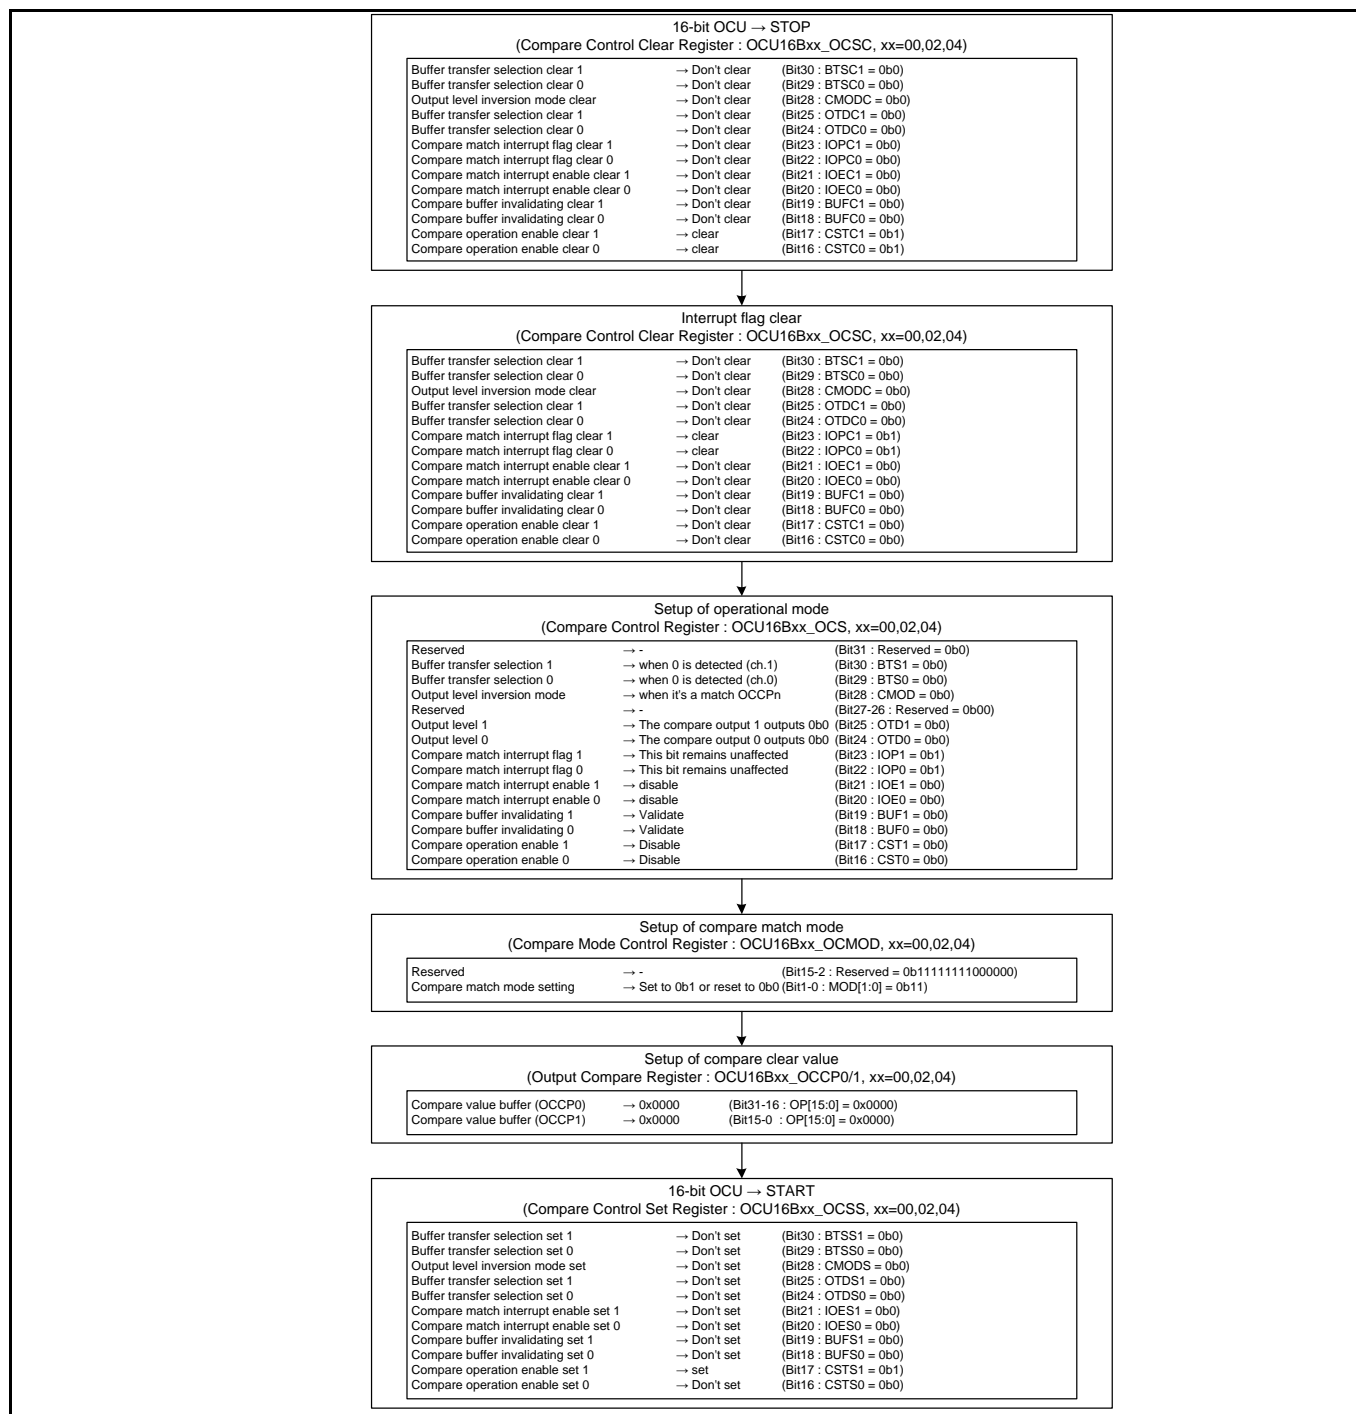 16-bit OCU → STOP
(Compare Control Clear Register : OCU16Bxx_OCSC, xx=00,02,04)
Buffer transfer selection clear 1 → Don't clear (Bit30 : BTSC1 = 0b0)
Buffer transfer selection clear 0 → Don't clear (Bit29 : BTSC0 = 0b0)
Output level inversion mode clear → Don't clear (Bit28 : CMODC = 0b0)
Buffer transfer selection clear 1 → Don't clear (Bit25 : OTDC1 = 0b0)
Buffer transfer selection clear 0 → Don't clear (Bit24 : OTDC0 = 0b0)
Compare match interrupt flag clear 1 → Don't clear (Bit23 : IOPC1 = 0b0)
Compare match interrupt flag clear 0 → Don't clear (Bit22 : IOPC0 = 0b0)
Compare match interrupt enable clear 1 → Don't clear (Bit21 : IOEC1 = 0b0)
Compare match interrupt enable clear 0 → Don't clear (Bit20 : IOEC0 = 0b0)
Compare buffer invalidating clear 1 → Don't clear (Bit19 : BUFC1 = 0b0)
Compare buffer invalidating clear 0 → Don't clear (Bit18 : BUFC0 = 0b0)
Compare operation enable clear 1 → clear (Bit17 : CSTC1 = 0b1)
Compare operation enable clear 0 → clear (Bit16 : CSTC0 = 0b1)
Interrupt flag clear
(Compare Control Clear Register : OCU16Bxx_OCSC, xx=00,02,04)
Buffer transfer selection clear 1 → Don't clear (Bit30 : BTSC1 = 0b0)
Buffer transfer selection clear 0 → Don't clear (Bit29 : BTSC0 = 0b0)
Output level inversion mode clear → Don't clear (Bit28 : CMODC = 0b0)
Buffer transfer selection clear 1 → Don't clear (Bit25 : OTDC1 = 0b0)
Buffer transfer selection clear 0 → Don't clear (Bit24 : OTDC0 = 0b0)
Compare match interrupt flag clear 1 → clear (Bit23 : IOPC1 = 0b1)
Compare match interrupt flag clear 0 → clear (Bit22 : IOPC0 = 0b1)
Compare match interrupt enable clear 1 → Don't clear (Bit21 : IOEC1 = 0b0)
Compare match interrupt enable clear 0 → Don't clear (Bit20 : IOEC0 = 0b0)
Compare buffer invalidating clear 1 → Don't clear (Bit19 : BUFC1 = 0b0)
Compare buffer invalidating clear 0 → Don't clear (Bit18 : BUFC0 = 0b0)
Compare operation enable clear 1 → Don't clear (Bit17 : CSTC1 = 0b0)
Compare operation enable clear 0 → Don't clear (Bit16 : CSTC0 = 0b0)
Setup of operational mode
(Compare Control Register : OCU16Bxx_OCS, xx=00,02,04)
Reserved → - (Bit31 : Reserved = 0b0)
Buffer transfer selection 1 → when 0 is detected (ch.1) (Bit30 : BTS1 = 0b0)
Buffer transfer selection 0 → when 0 is detected (ch.0) (Bit29 : BTS0 = 0b0)
Output level inversion mode → when it's a match OCCPn (Bit28 : CMOD = 0b0)
Reserved → - (Bit27-26 : Reserved = 0b00)
Output level 1 → The compare output 1 outputs 0b0 (Bit25 : OTD1 = 0b0)
Output level 0 → The compare output 0 outputs 0b0 (Bit24 : OTD0 = 0b0)
Compare match interrupt flag 1 → This bit remains unaffected (Bit23 : IOP1 = 0b1)
Compare match interrupt flag 0 → This bit remains unaffected (Bit22 : IOP0 = 0b1)
Compare match interrupt enable 1 → disable (Bit21 : IOE1 = 0b0)
Compare match interrupt enable 0 → disable (Bit20 : IOE0 = 0b0)
Compare buffer invalidating 1 → Validate (Bit19 : BUF1 = 0b0)
Compare buffer invalidating 0 → Validate (Bit18 : BUF0 = 0b0)
Compare operation enable 1 → Disable (Bit17 : CST1 = 0b0)
Compare operation enable 0 → Disable (Bit16 : CST0 = 0b0)
Setup of compare match mode
(Compare Mode Control Register : OCU16Bxx_OCMOD, xx=00,02,04)
Reserved → - (Bit15-2 : Reserved = 0b11111111000000)
Compare match mode setting → Set to 0b1 or reset to 0b0 (Bit1-0 : MOD[1:0] = 0b11)
Setup of compare clear value
(Output Compare Register : OCU16Bxx_OCCP0/1, xx=00,02,04)
Compare value buffer (OCCP0) → 0x0000 (Bit31-16 : OP[15:0] = 0x0000)
Compare value buffer (OCCP1) → 0x0000 (Bit15-0 : OP[15:0] = 0x0000)
16-bit OCU → START
(Compare Control Set Register : OCU16Bxx_OCSS, xx=00,02,04)
Buffer transfer selection set 1 → Don't set (Bit30 : BTSS1 = 0b0)
Buffer transfer selection set 0 → Don't set (Bit29 : BTSS0 = 0b0)
Output level inversion mode set → Don't set (Bit28 : CMODS = 0b0)
Buffer transfer selection set 1 → Don't set (Bit25 : OTDS1 = 0b0)
Buffer transfer selection set 0 → Don't set (Bit24 : OTDS0 = 0b0)
Compare match interrupt enable set 1 → Don't set (Bit21 : IOES1 = 0b0)
Compare match interrupt enable set 0 → Don't set (Bit20 : IOES0 = 0b0)
Compare buffer invalidating set 1 → Don't set (Bit19 : BUFS1 = 0b0)
Compare buffer invalidating set 0 → Don't set (Bit18 : BUFS0 = 0b0)
Compare operation enable set 1 → set (Bit17 : CSTS1 = 0b1)
Compare operation enable set 0 → Don't set (Bit16 : CSTS0 = 0b0)